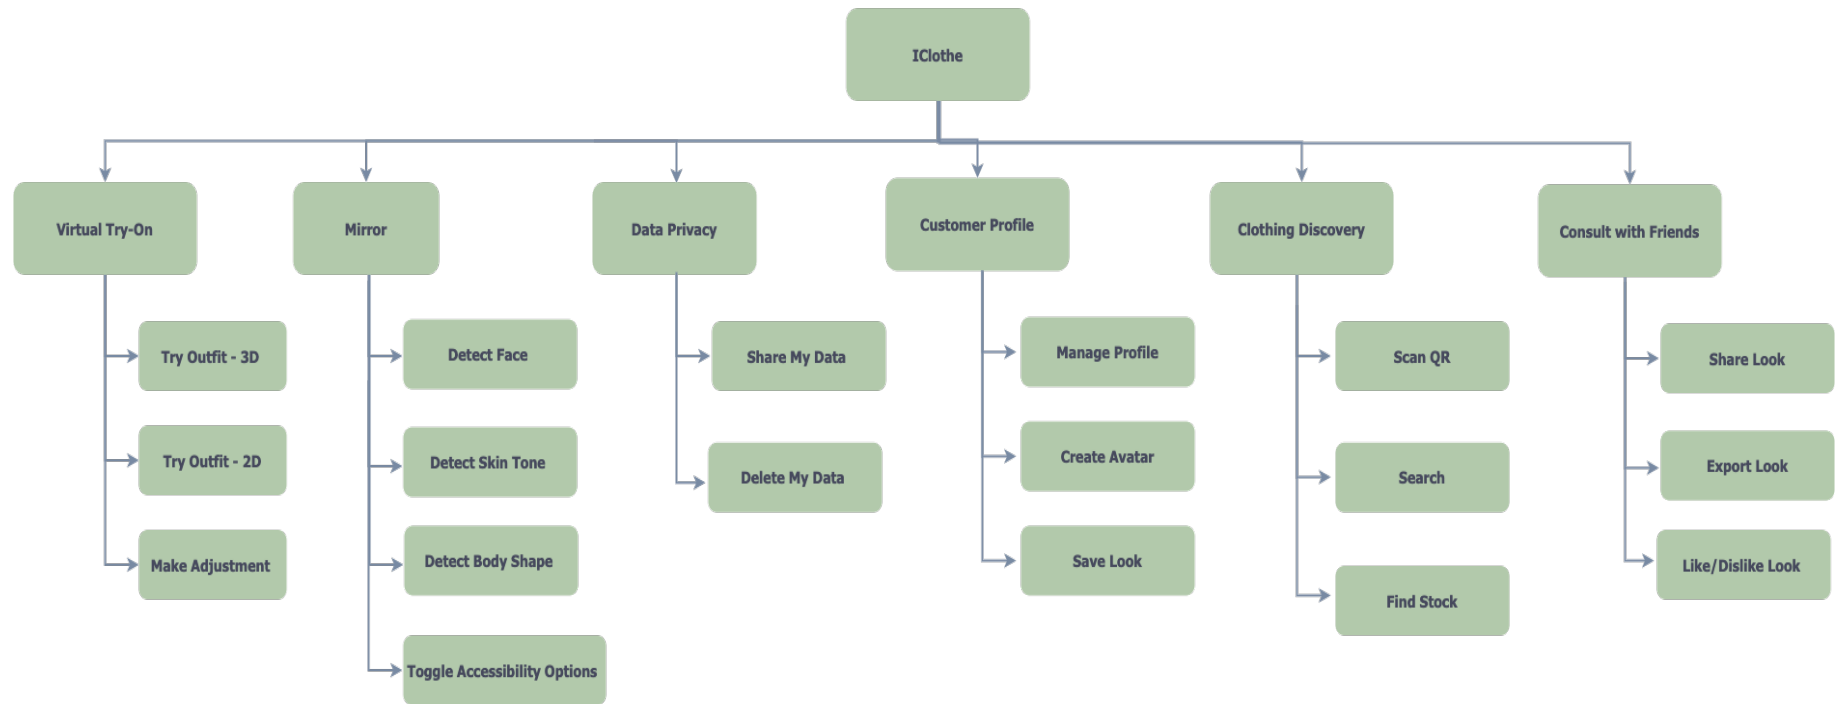 IClothe
Virtual Try-On
Mirror
Data Privacy
Customer Profile
Clothing Discovery
Consult with Friends
Try Outfit - 3D
Try Outfit - 2D
Make Adjustment
Detect Face
Detect Skin Tone
Detect Body Shape
Toggle Accessibility Options
Share My Data
Delete My Data
Manage Profile
Create Avatar
Save Look
Scan QR
Search
Find Stock
Share Look
Export Look
Like/Dislike Look